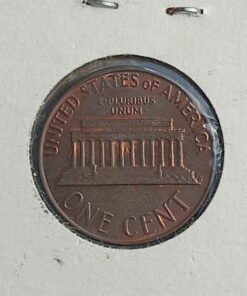 UNITED STATES OF AMERICA
E PLURIBUS
UNUM
ONE CENT